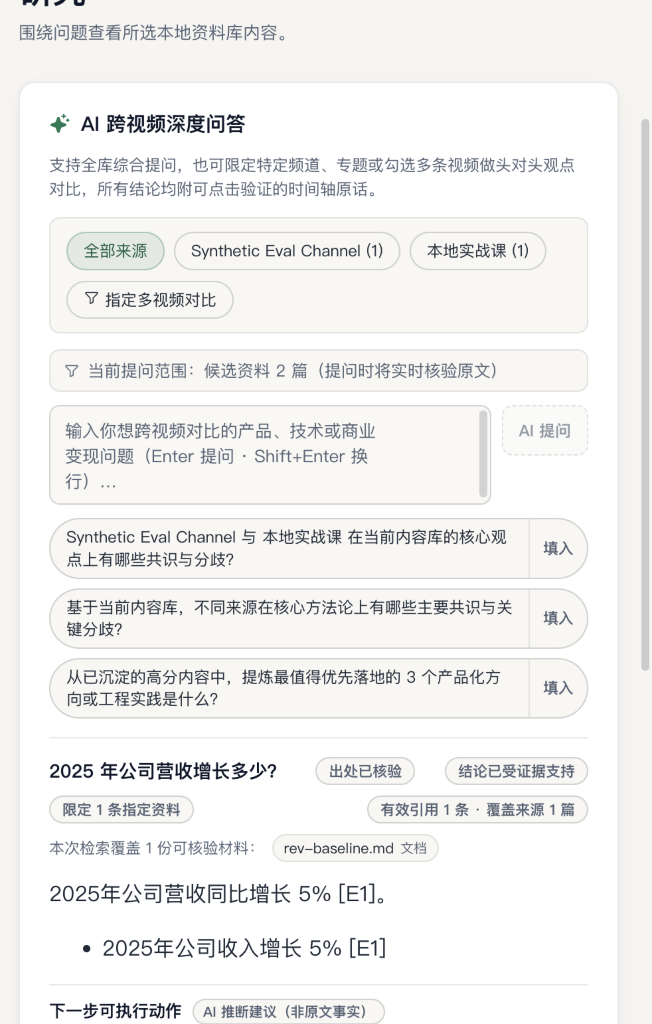 围绕问题查看所选本地资料库内容。
AI 跨视频深度问答
支持全库综合提问，也可限定特定频道、专题或勾选多条视频做头对头观点
对比，所有结论均附可点击验证的时间轴原话。
全部来源
Synthetic Eval Channel (1)
本地实战课 (1)
指定多视频对比
当前提问范围：候选资料 2 篇（提问时将实时核验原文）
输入你想跨视频对比的产品、技术或商业
变现问题（Enter 提问 · Shift+Enter 换
行）...
AI 提问
Synthetic Eval Channel 与 本地实战课 在当前内容库的核心观
点上有哪些共识与分歧?
填入
基于当前内容库，不同来源在核心方法论上有哪些主要共识与关
键分歧?
填入
从已沉淀的高分内容中，提炼最值得优先落地的 3 个产品化方
向或工程实践是什么?
填入
2025 年公司营收增长多少?
出处已核验
结论已受证据支持
限定 1 条指定资料
有效引用 1 条 · 覆盖来源 1 篇
本次检索覆盖 1 份可核验材料：
rev-baseline.md 文档
2025年公司营收同比增长 5% [E1]。
• 2025年公司收入增长 5% [E1]
下一步可执行动作
AI 推断建议（非原文事实）